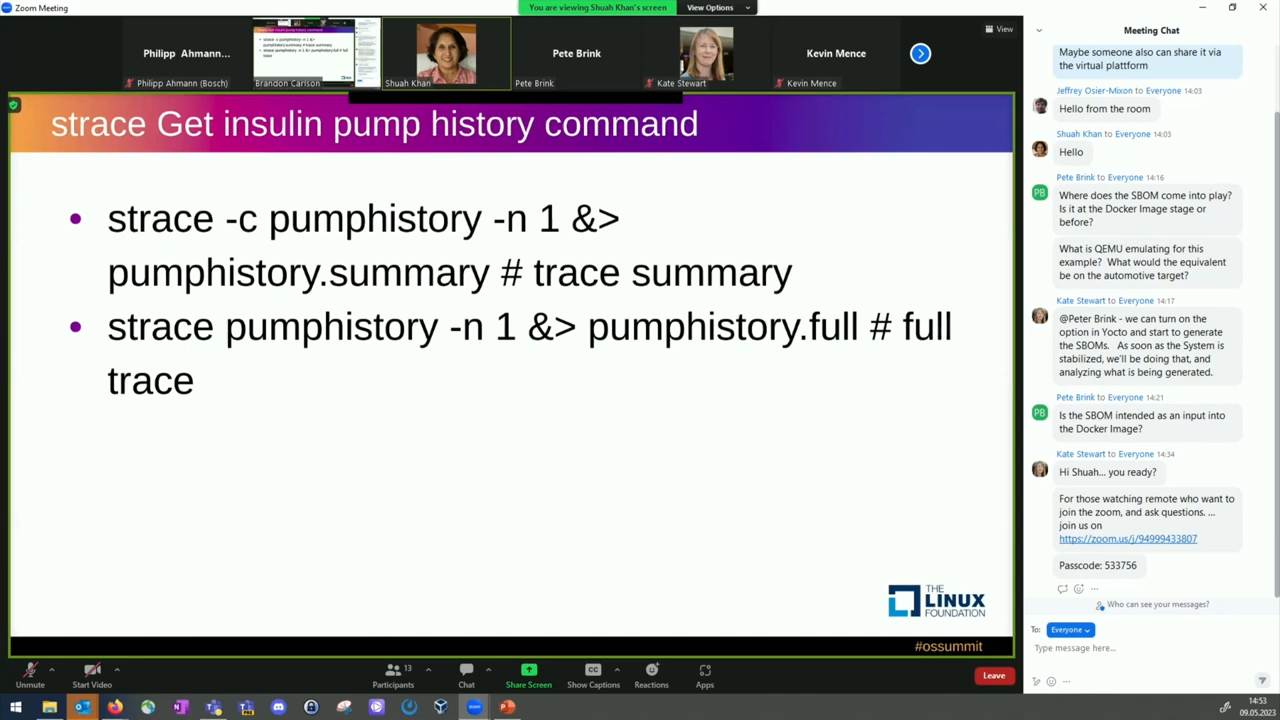 Zoom Meeting
You are viewing Shuah Khan's screen
View Options
Philipp Ahmann...
Pete Brink
Kevin Mence
View
Philipp Ahmann (Bosch)
Brandon Carlson
Shuah Khan
Pete Brink
Kate Stewart
Kevin Mence
strace Get insulin pump history command
• strace -c pumphistory -n 1 &>
pumphistory.summary # trace summary
• strace pumphistory -n 1 &> pumphistory.full # full
trace
THE
LINUX
FOUNDATION
#ossummit
Meeting Chat
Maybe someone also can share it via
the virtual plattform
Jeffrey Osier-Mixon to Everyone 14:03
Hello from the room
Shuah Khan to Everyone 14:03
Hello
Pete Brink to Everyone 14:16
PB
Where does the SBOM come into play?
Is it at the Docker Image stage or
before?
What is QEMU emulating for this
example? What would the equivalent
be on the automotive target?
Kate Stewart to Everyone 14:17
@Peter Brink - we can turn on the
option in Yocto and start to generate
the SBOMs. As soon as the System is
stabilized, we'll be doing that, and
analyzing what is being generated.
Pete Brink to Everyone 14:21
PB
Is the SBOM intended as an input into
the Docker Image?
Kate Stewart to Everyone 14:34
Hi Shuah... you ready?
For those watching remote who want to
join the zoom, and ask questions. ...
join us on
https://zoom.us/j/94999433807
Passcode: 533756
Who can see your messages?
To: Everyone
Type message here...
Unmute
Start Video
13
Participants
Chat
Share Screen
CC
Show Captions
Reactions
Apps
Leave
14:53
09.05.2023